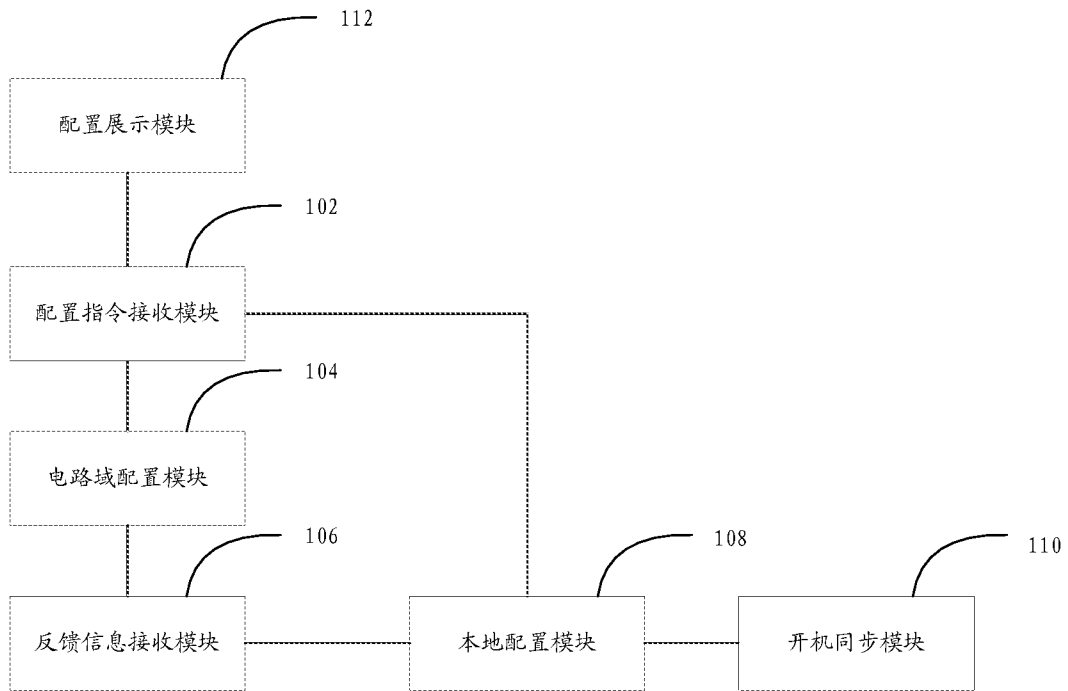 112
配置展示模块
102
配置指令接收模块
104
电路域配置模块
106
108
110
反馈信息接收模块
本地配置模块
开机同步模块